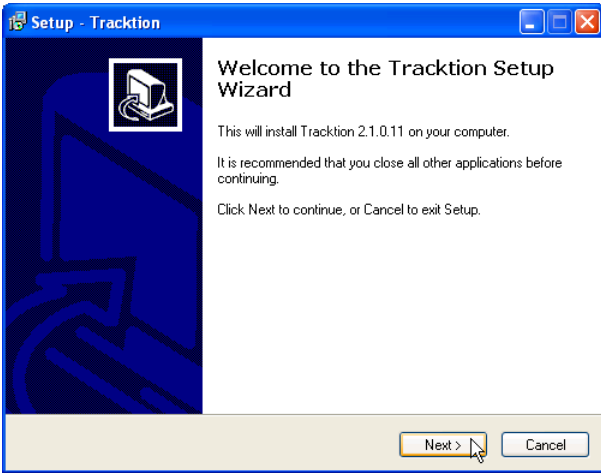 Setup - Tracktion
Welcome to the Tracktion Setup
Wizard
This will install Tracktion 2.1.0.11 on your computer.
It is recommended that you close all other applications before
continuing.
Click Next to continue, or Cancel to exit Setup.
Next >
Cancel